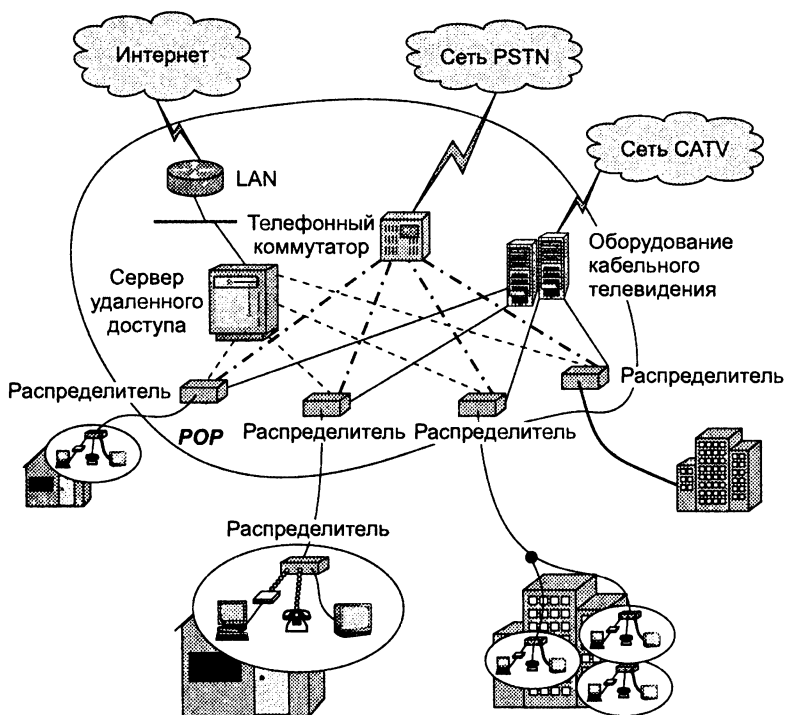 Интернет
Сеть PSTN
Сеть CATV
LAN
Телефонный
коммутатор
Оборудование
кабельного
телевидения
Сервер
удаленного
доступа
Распределитель
Распределитель
POP
Распределитель
Распределитель
Распределитель